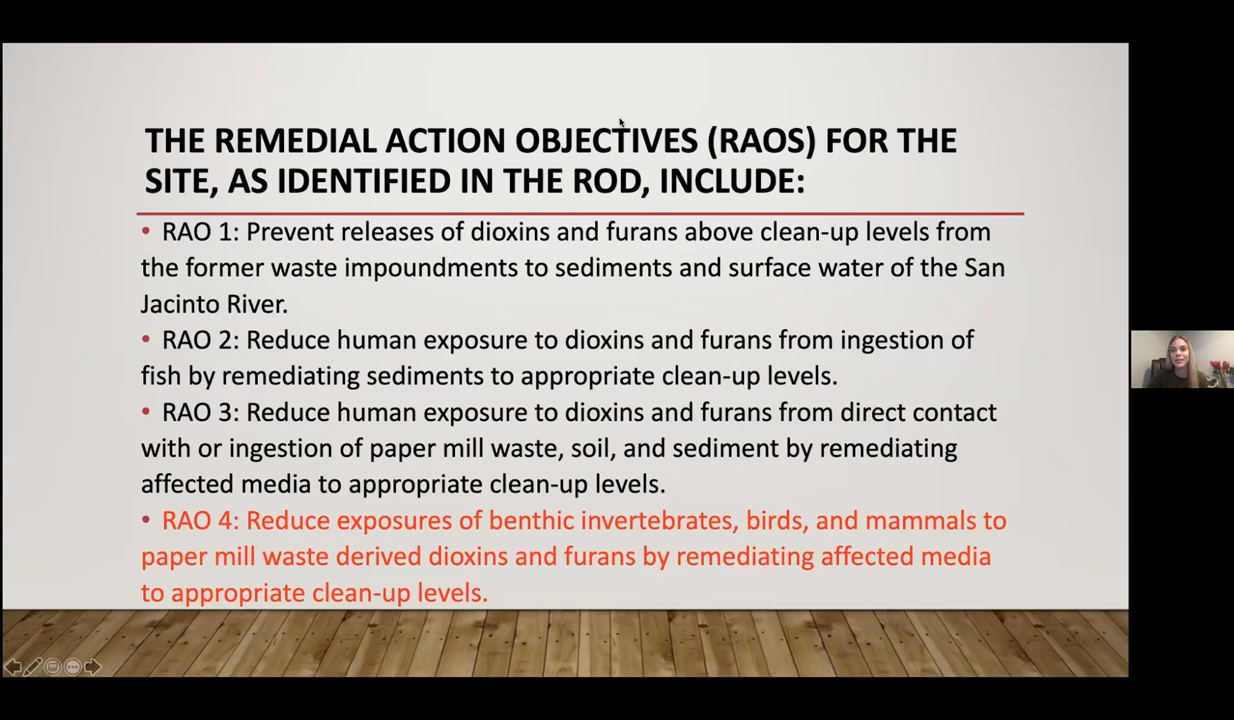 THE REMEDIAL ACTION OBJECTIVES (RAOS) FOR THE
SITE, AS IDENTIFIED IN THE ROD, INCLUDE:
• RAO 1: Prevent releases of dioxins and furans above clean-up levels from
the former waste impoundments to sediments and surface water of the San
Jacinto River.
• RAO 2: Reduce human exposure to dioxins and furans from ingestion of
fish by remediating sediments to appropriate clean-up levels.
• RAO 3: Reduce human exposure to dioxins and furans from direct contact
with or ingestion of paper mill waste, soil, and sediment by remediating
affected media to appropriate clean-up levels.
• RAO 4: Reduce exposures of benthic invertebrates, birds, and mammals to
paper mill waste derived dioxins and furans by remediating affected media
to appropriate clean-up levels.